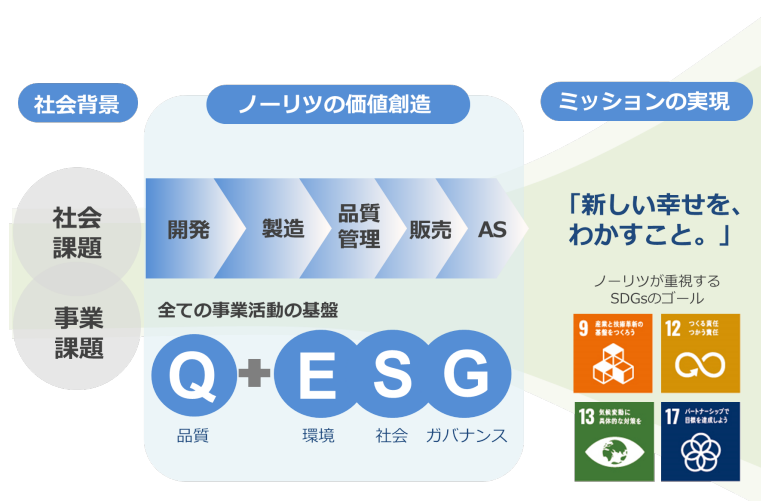 社会背景
ノーリツの価値創造
ミッションの実現
社会
課題
事業
課題
開発
製造
品質
管理
販売
AS
全ての事業活動の基盤
Q
E
S
G
品質
環境
社会
ガバナンス
「新しい幸せを、
わかすこと。」
ノーリツが重視する
SDGsのゴール
9 産業と技術革新の
基盤をつくろう
12 つくる責任
つかう責任
13 気候変動に
具体的な対策を
17 パートナーシップで
目標を達成しよう